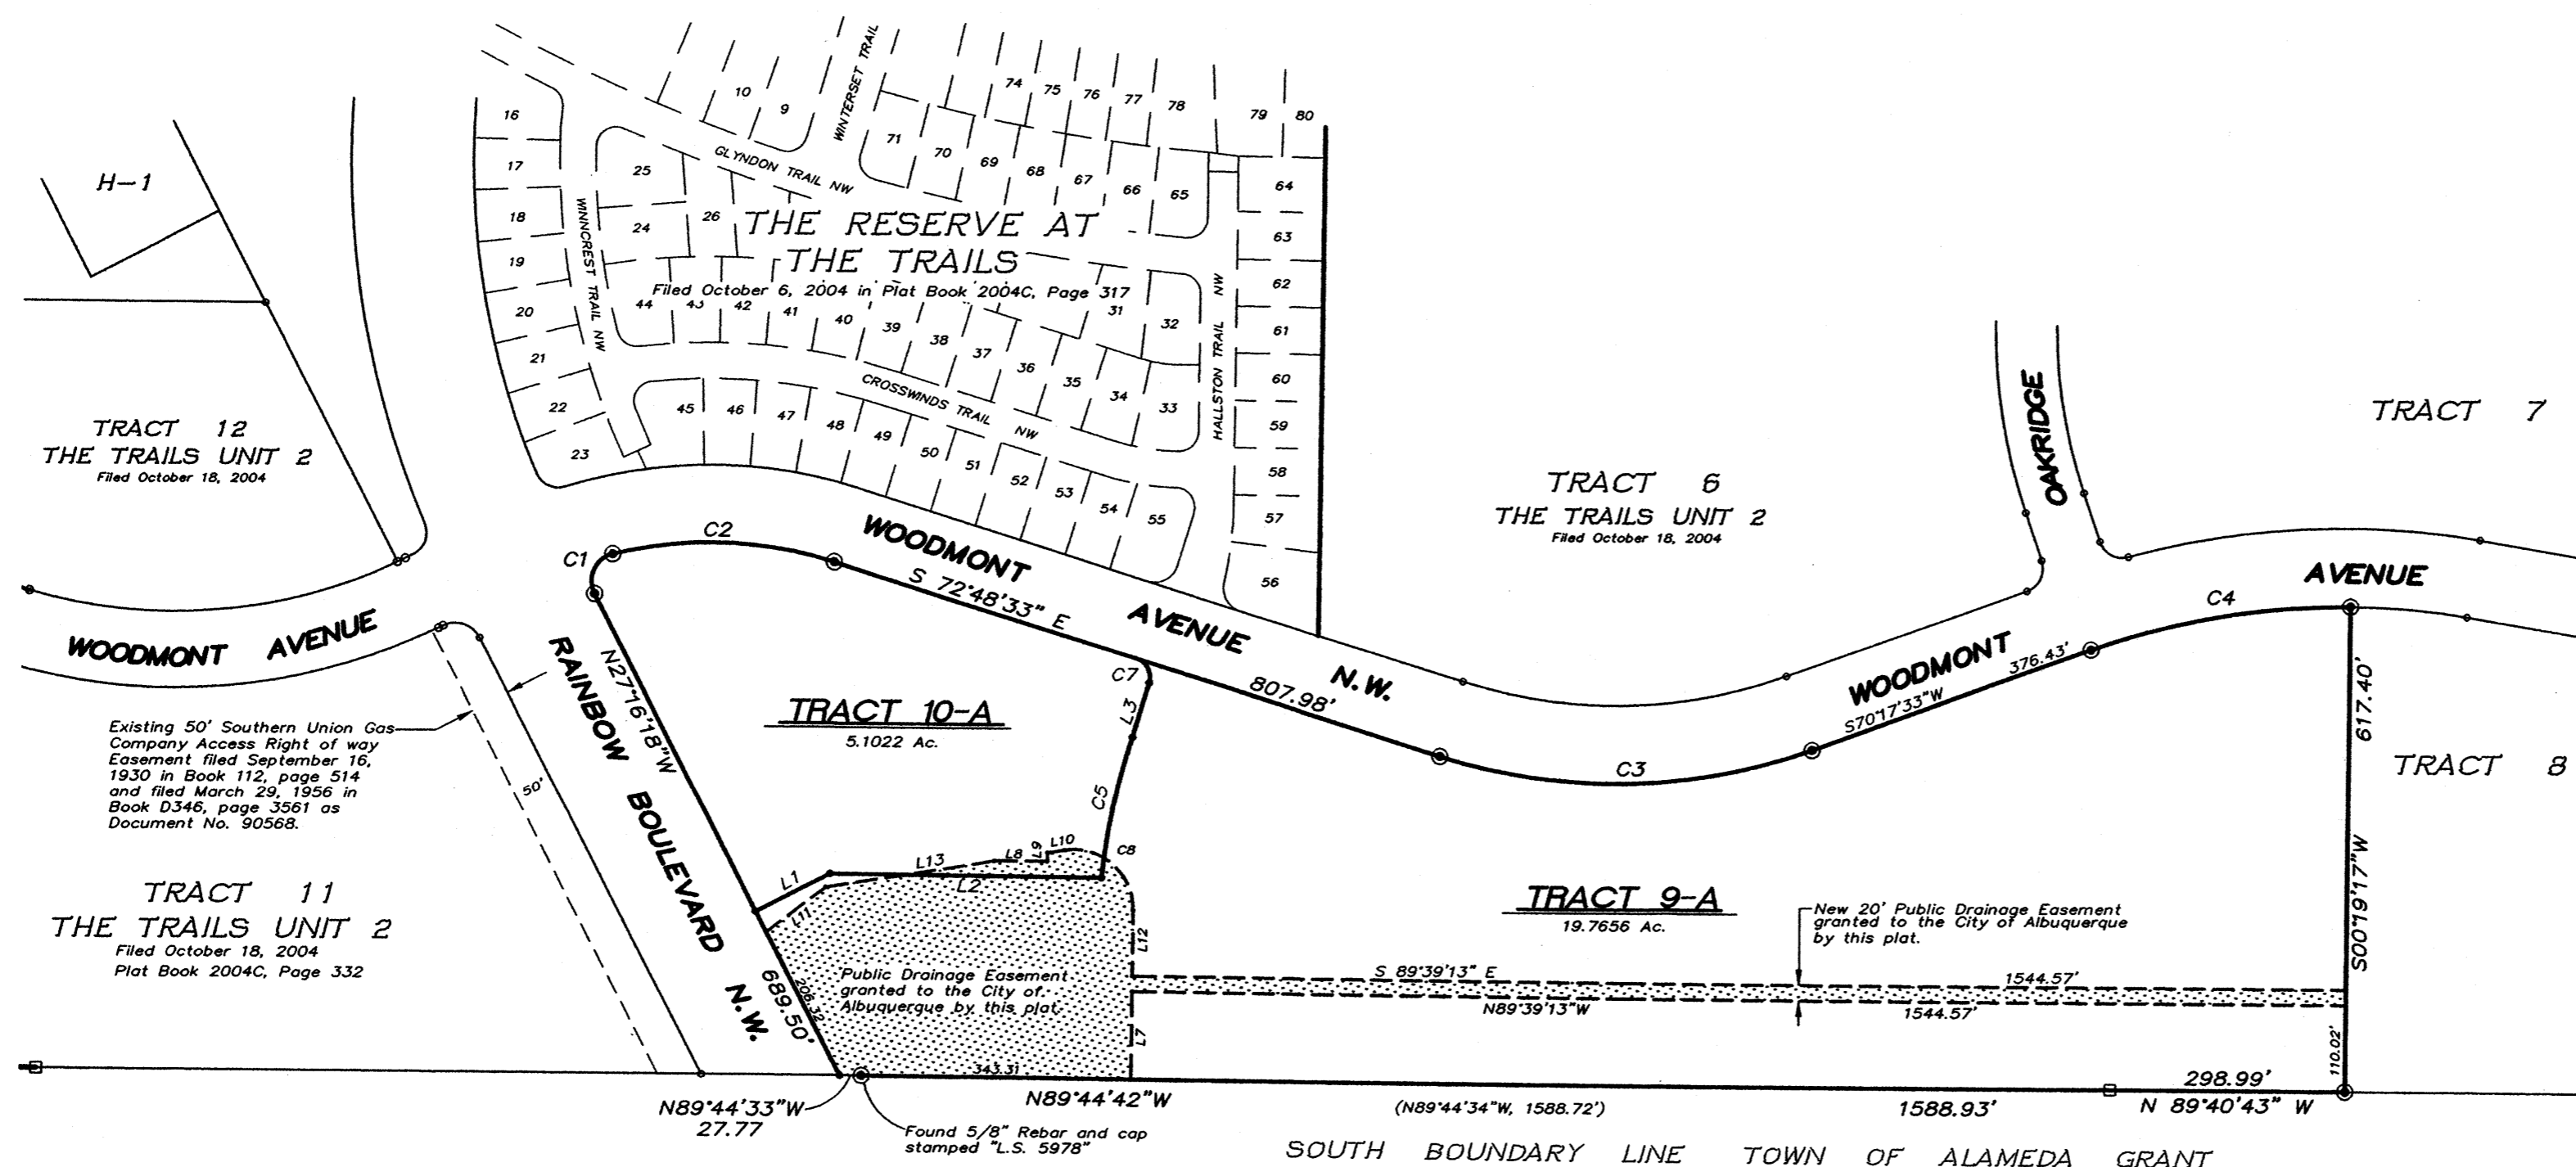 H-1
TRACT 12
THE TRAILS UNIT 2
Filed October 18, 2004
16
17
18
19
20
21
22
23
10
9
WINTERSET TRAIL
74
75
76
77
78
79
80
71
70
69
68
67
66
65
64
GLYNDON TRAIL NW
25
24
26
WINNCREST TRAIL NW
THE RESERVE AT
THE TRAILS
Filed October 6, 2004 in Plat Book 2004C, Page 317
44
43
42
41
40
39
38
37
36
35
34
33
32
31
63
62
61
60
59
58
57
56
HALLSTON TRAIL NW
CROSSWINDS TRAIL NW
45
46
47
48
49
50
51
52
53
54
55
TRACT 6
THE TRAILS UNIT 2
Filed October 18, 2004
OAKRIDGE
TRACT 7
WOODMONT AVENUE
C1
C2
WOODMONT AVENUE N.W.
S 72°48'33" E
807.98'
C3
WOODMONT AVENUE
S70°17'33"W
376.43'
C4
617.40'
S00°19'17"W
110.02'
TRACT 8
Existing 50' Southern Union Gas
Company Access Right of way
Easement filed September 16,
1930 in Book 112, page 514
and filed March 29, 1956 in
Book D346, page 3561 as
Document No. 90568.
50'
RAINBOW BOULEVARD N.W.
N27°16'18"W
689.50'
206.32
TRACT 10-A
5.1022 Ac.
C7
L3
C5
C8
L1
L13
L8
L9
L10
L2
L11
L12
L7
TRACT 11
THE TRAILS UNIT 2
Filed October 18, 2004
Plat Book 2004C, Page 332
Public Drainage Easement
granted to the City of
Albuquerque by this plat.
TRACT 9-A
19.7656 Ac.
New 20' Public Drainage Easement
granted to the City of Albuquerque
by this plat.
S 89°39'13" E
1544.57'
N89°39'13"W
1544.57'
343.31
N89°44'33"W
27.77
N89°44'42"W
(N89°44'34"W, 1588.72')
1588.93'
298.99'
N 89°40'43" W
Found 5/8" Rebar and cap
stamped "L.S. 5978"
SOUTH BOUNDARY LINE TOWN OF ALAMEDA GRANT